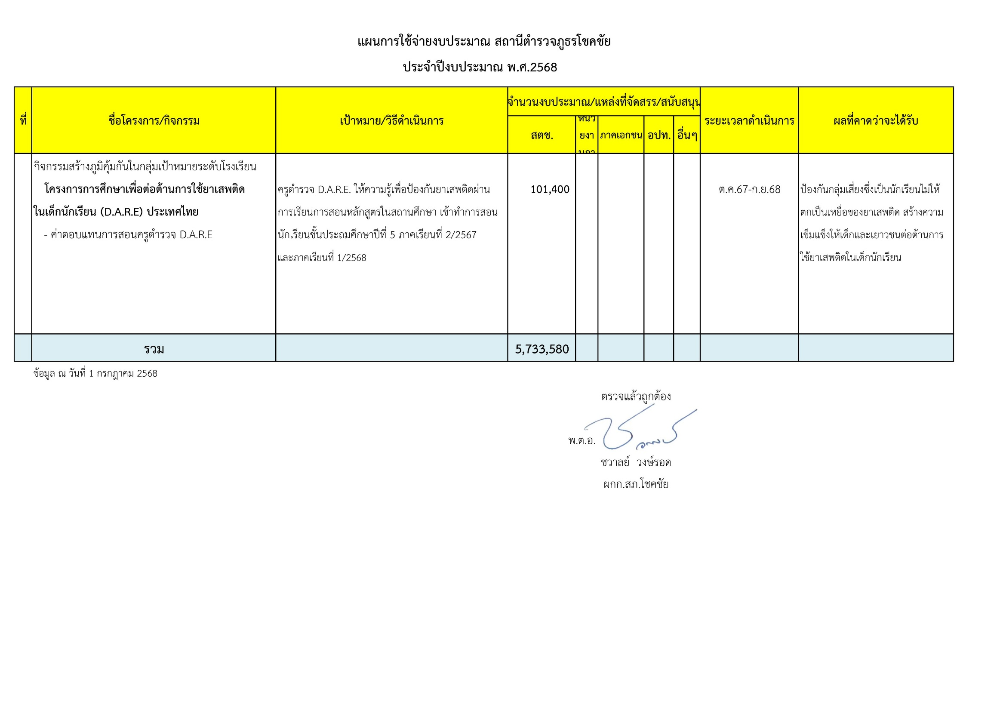 แผนการใช้จ่ายงบประมาณ สถานีตำรวจภูธรโชคชัย
ประจำปีงบประมาณ พ.ศ.2568
ที่
ชื่อโครงการ/กิจกรรม
เป้าหมาย/วิธีดำเนินการ
จำนวนงบประมาณ/แหล่งที่จัดสรร/สนับสนุน
สตช.
หน่ว
ยงา
ภาคเอกชน
อปท.
อื่นๆ
ระยะเวลาดำเนินการ
ผลที่คาดว่าจะได้รับ
กิจกรรมสร้างภูมิคุ้มกันในกลุ่มเป้าหมายระดับโรงเรียน
โครงการการศึกษาเพื่อต่อต้านการใช้ยาเสพติด
ในเด็กนักเรียน (D.A.R.E) ประเทศไทย
- ค่าตอบแทนการสอนครูตำรวจ D.A.R.E
ครูตำรวจ D.A.R.E. ให้ความรู้เพื่อป้องกันยาเสพติดผ่าน
การเรียนการสอนหลักสูตรในสถานศึกษา เข้าทำการสอน
นักเรียนชั้นประถมศึกษาปีที่ 5 ภาคเรียนที่ 2/2567
และภาคเรียนที่ 1/2568
101,400
ต.ค.67-ก.ย.68
ป้องกันกลุ่มเสี่ยงซึ่งเป็นนักเรียนไม่ให้
ตกเป็นเหยื่อของยาเสพติด สร้างความ
เข็มแข็งให้เด็กและเยาวชนต่อต้านการ
ใช้ยาเสพติดในเด็กนักเรียน
รวม
5,733,580
ข้อมูล ณ วันที่ 1 กรกฎาคม 2568
ตรวจแล้วถูกต้อง
พ.ต.อ.
ชวาลย์ วงษ์รอด
ผกก.สภ.โชคชัย